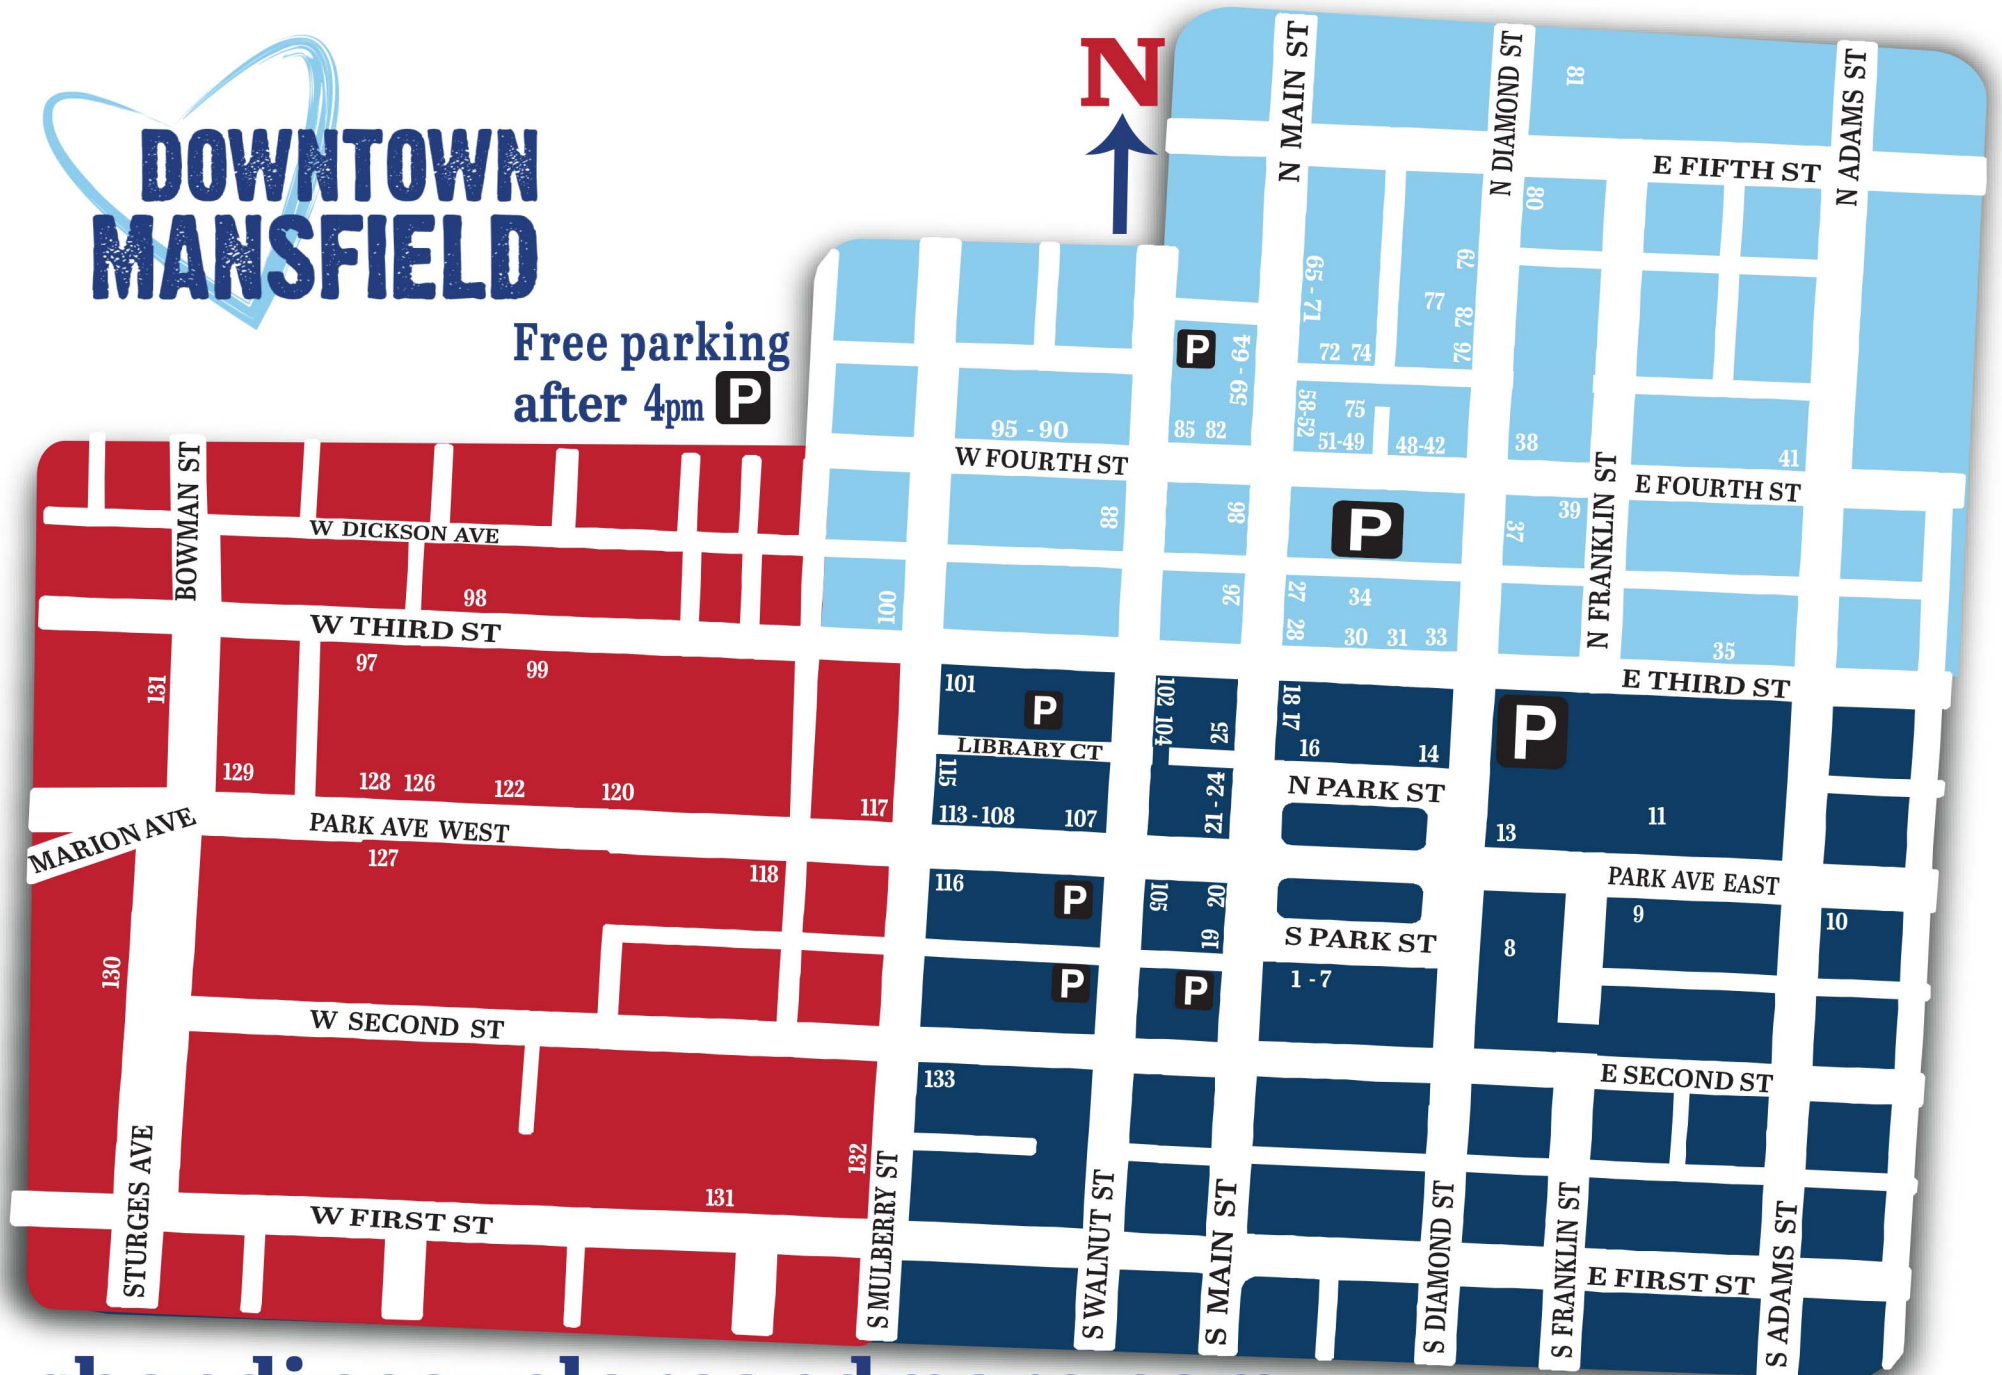 DOWNTOWN
MANSFIELD
Free parking
after 4pm P
N
N MAIN ST
N DIAMOND ST
81
N ADAMS ST
E FIFTH ST
80
65 - 71
79
77
78
76
72 74
P
59 - 64
85 82
58-52
75
51-49
48-42
38
41
95 - 90
W FOURTH ST
E FOURTH ST
N FRANKLIN ST
88
86
P
37
39
100
26
27
28
34
30 31 33
35
E THIRD ST
BOWMAN ST
W DICKSON AVE
98
W THIRD ST
97
99
131
129
128 126
122
120
117
MARION AVE
PARK AVE WEST
127
118
130
101
P
LIBRARY CT
115
113 - 108
107
102 104
25
21 - 24
18 17
16
14
N PARK ST
P
13
11
116
P
105
20
19
S PARK ST
PARK AVE EAST
8
9
10
P
P
1 - 7
W SECOND ST
E SECOND ST
133
132
131
W FIRST ST
E FIRST ST
STURGES AVE
S MULBERRY ST
S WALNUT ST
S MAIN ST
S DIAMOND ST
S FRANKLIN ST
S ADAMS ST